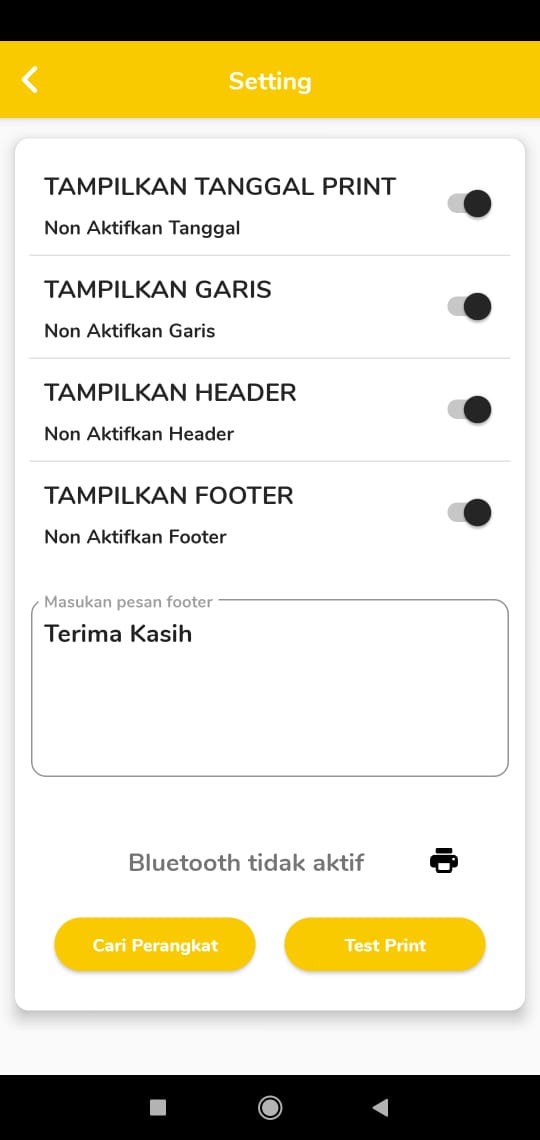 Setting
TAMPILKAN TANGGAL PRINT
Non Aktifkan Tanggal
TAMPILKAN GARIS
Non Aktifkan Garis
TAMPILKAN HEADER
Non Aktifkan Header
TAMPILKAN FOOTER
Non Aktifkan Footer
Masukan pesan footer
Terima Kasih
Bluetooth tidak aktif
Cari Perangkat
Test Print